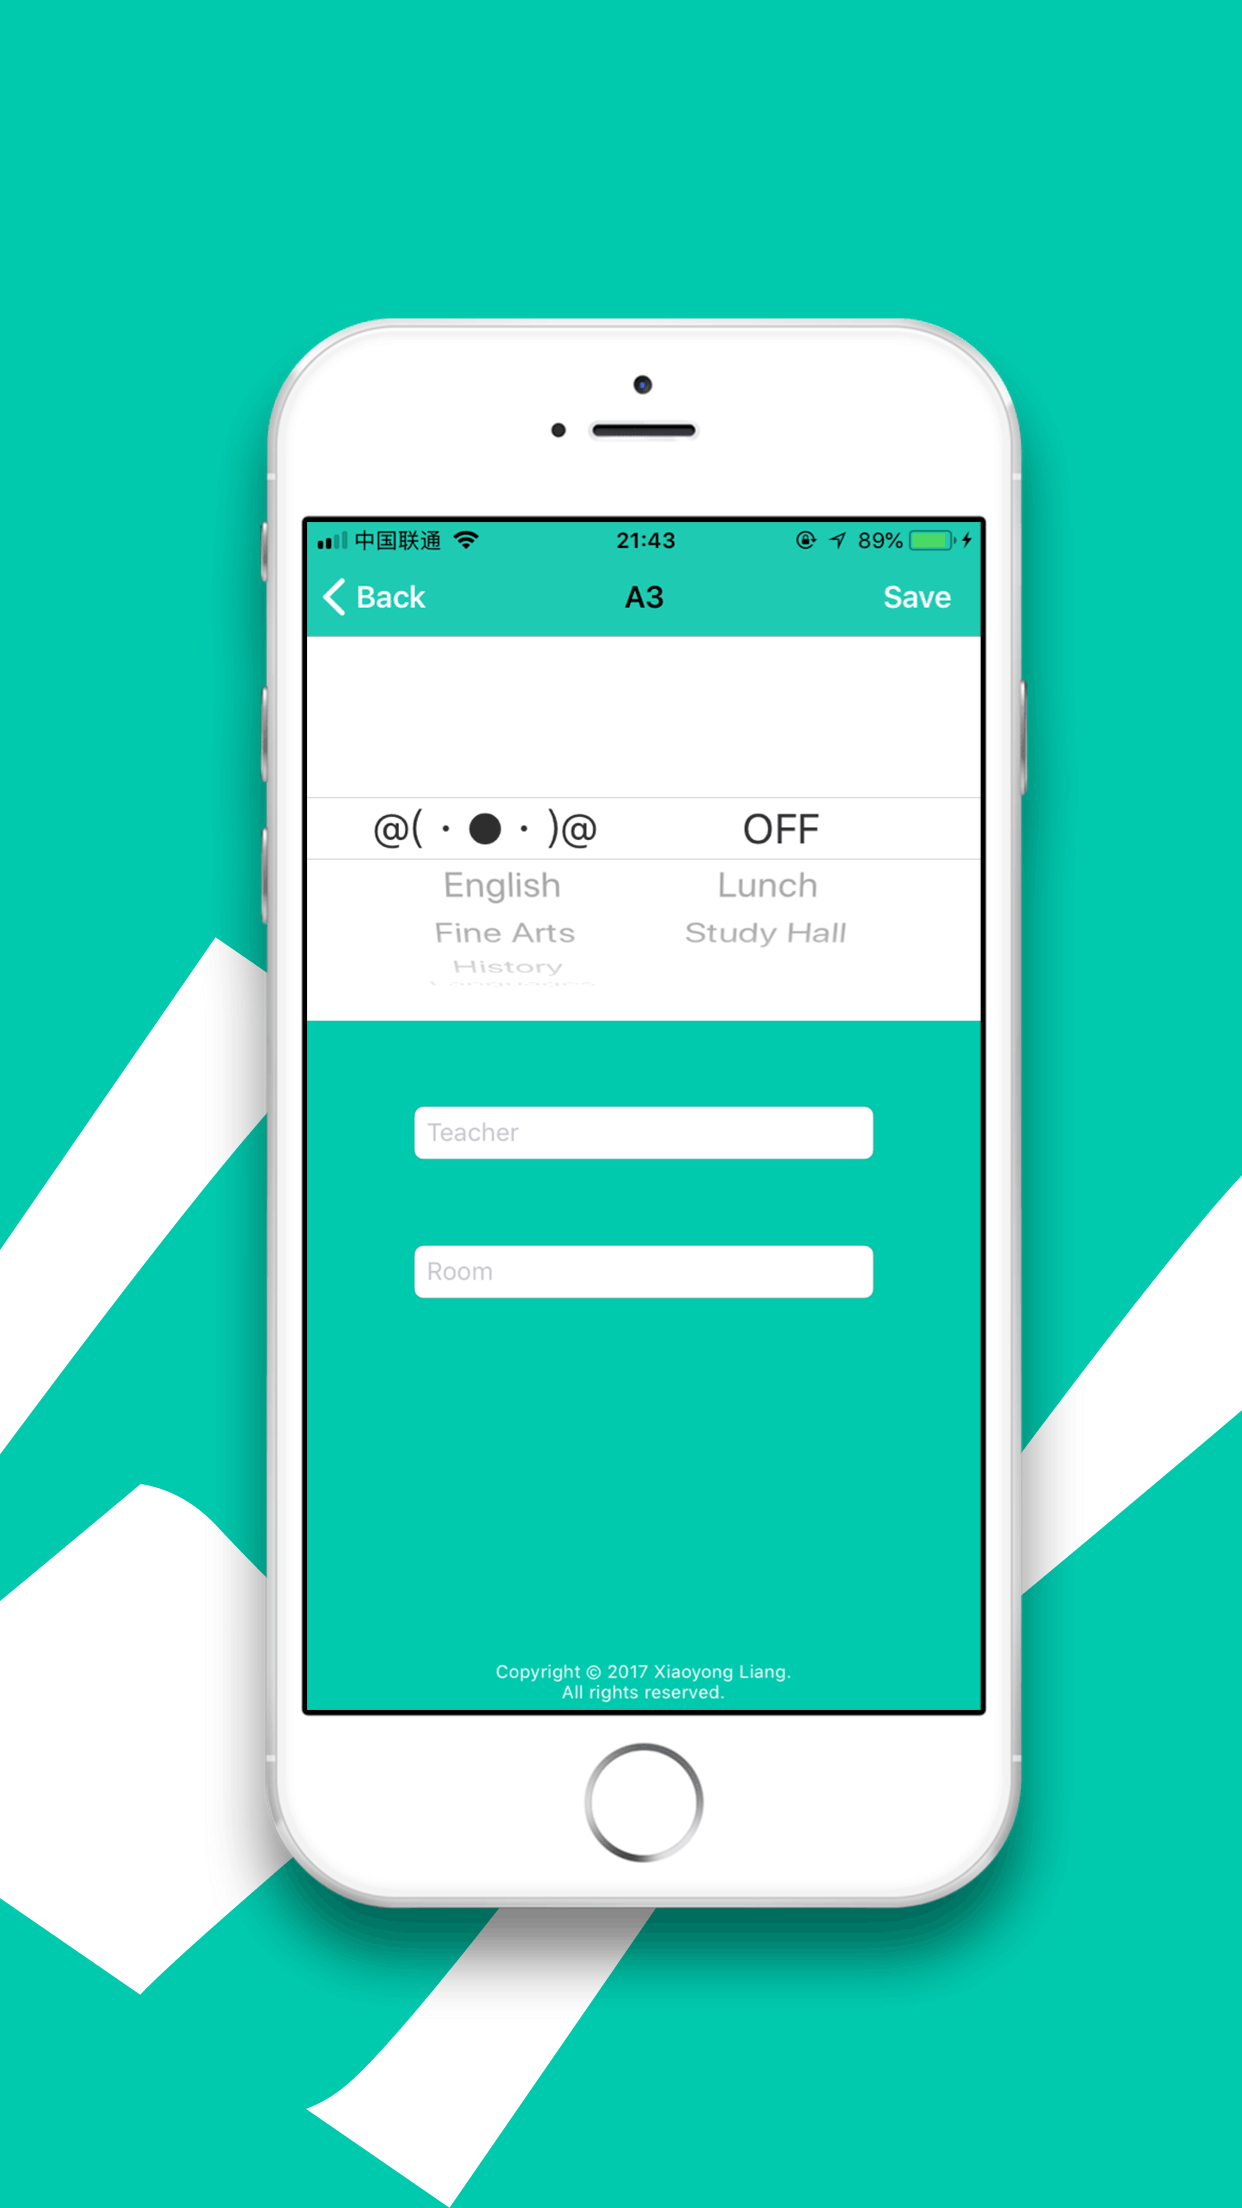 中国联通 21:43 89%
Back A3 Save
@( · ● · )@ OFF
English Lunch
Fine Arts Study Hall
History
Languages
Teacher
Room
Copyright © 2017 Xiaoyong Liang.
All rights reserved.